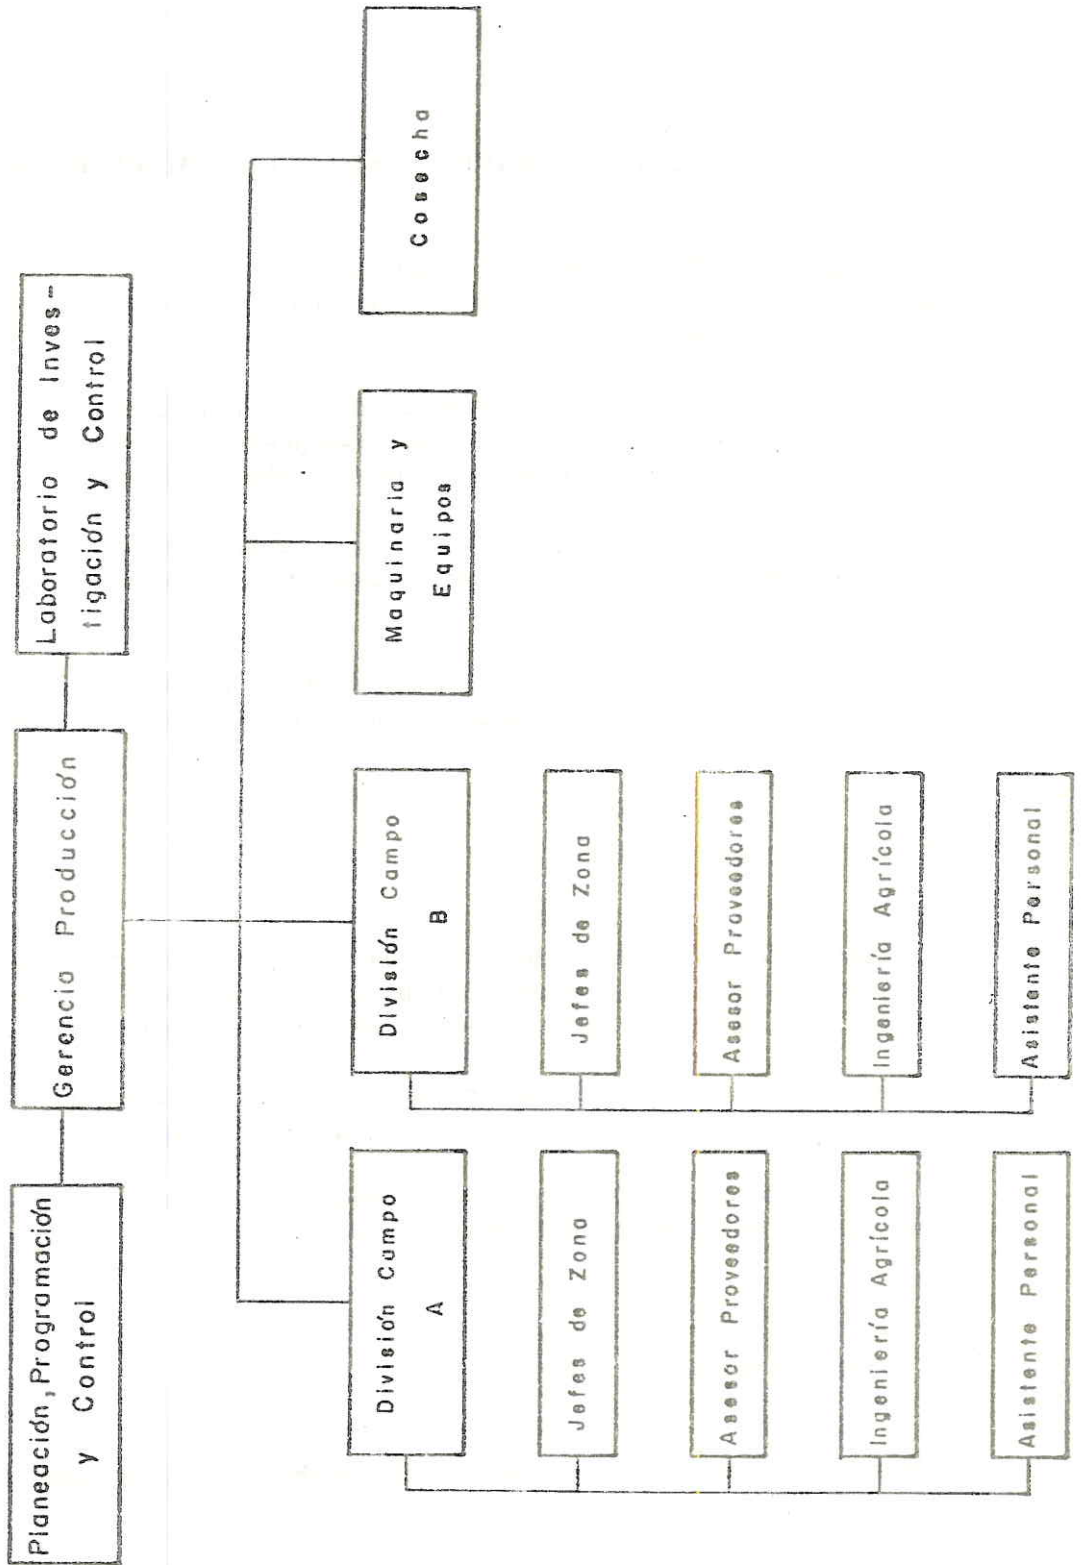 Planeación, Programación
y Control
Gerencio Producción
Laboratorio de Inves-
tigación y Control
División Campo
A
División Campo
B
Maquinaria y
Equipos
Cosecha
Jefes de Zona
Asesor Proveedores
Ingeniería Agrícola
Asistente Personal
Jefes de Zona
Asesor Proveedores
Ingeniería Agrícola
Asistente Personal